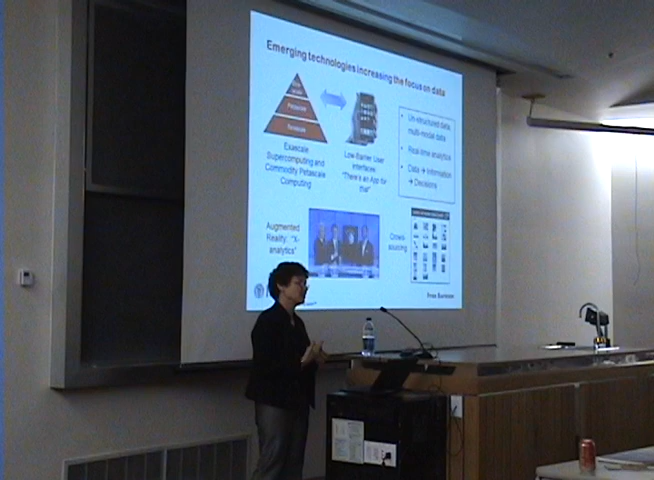 Emerging technologies increasing the focus on data
Petascale
Terascale
Exascale
Supercomputing and
Commodity Petascale
Computing
Low-Barrier User
Interfaces
"There's an App for
that"
• Un-structured data,
multi-modal data
• Real-time analytics
• Data → Information
→ Decisions
Augmented
Reality: "X-
analytics"
Crowd-
sourcing